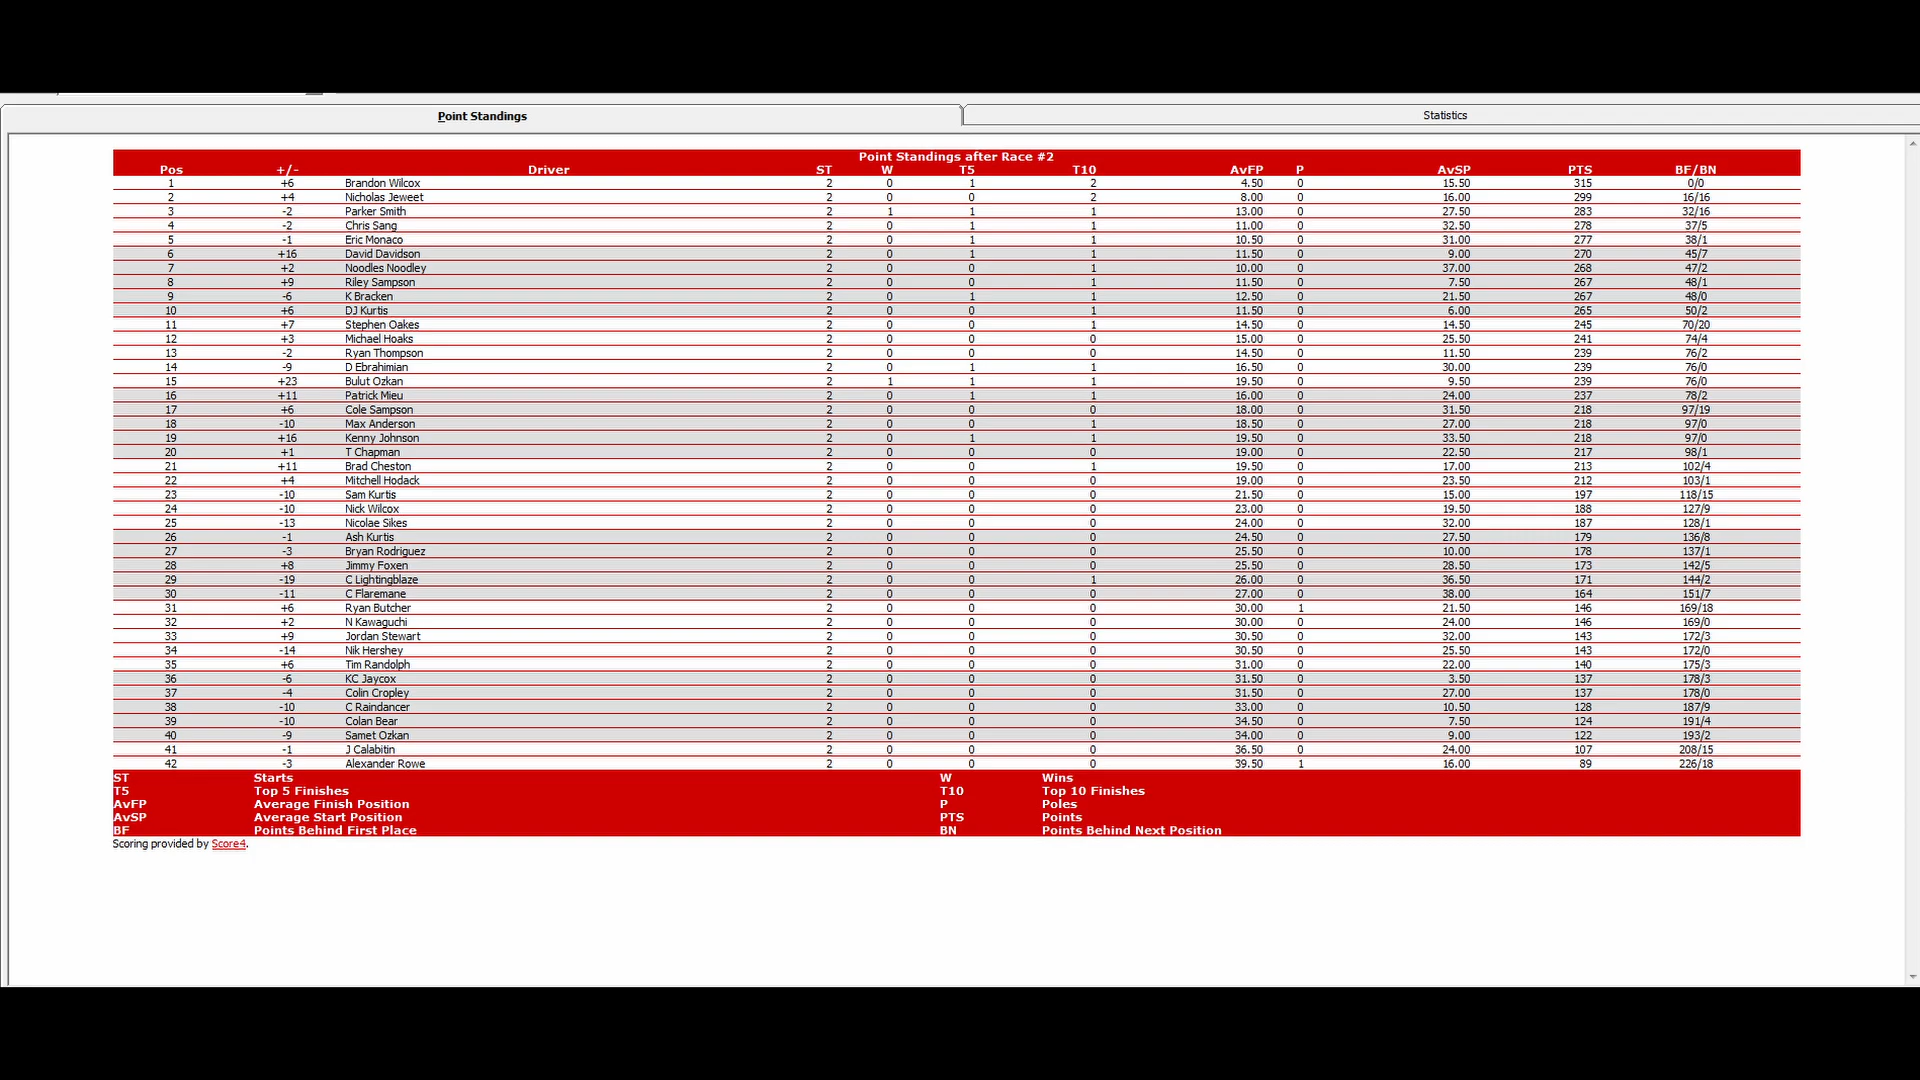 Point Standings Statistics
Point Standings after Race #2
Pos +/- Driver ST W T5 T10 AvFP P AvSP PTS BF/BN
1 +6 Brandon Wilcox 2 0 1 2 4.50 0 15.50 315 0/0
2 +4 Nicholas Jeweet 2 0 0 2 8.00 0 16.00 299 16/16
3 -2 Parker Smith 2 1 1 1 13.00 0 27.50 283 32/16
4 -2 Chris Sang 2 0 1 1 11.00 0 32.50 278 37/5
5 -1 Eric Monaco 2 0 1 1 10.50 0 31.00 277 38/1
6 +16 David Davidson 2 0 1 1 11.50 0 9.00 270 45/7
7 +2 Noodles Noodley 2 0 0 1 10.00 0 37.00 268 47/2
8 +9 Riley Sampson 2 0 0 1 11.50 0 7.50 267 48/1
9 -6 K Bracken 2 0 1 1 12.50 0 21.50 267 48/0
10 +6 DJ Kurtis 2 0 0 1 11.50 0 6.00 265 50/2
11 +7 Stephen Oakes 2 0 0 1 14.50 0 14.50 245 70/20
12 +3 Michael Hoaks 2 0 0 0 15.00 0 25.50 241 74/4
13 -2 Ryan Thompson 2 0 0 0 14.50 0 11.50 239 76/2
14 -9 D Ebrahimian 2 0 1 1 16.50 0 30.00 239 76/0
15 +23 Bulut Ozkan 2 1 1 1 19.50 0 9.50 239 76/0
16 +11 Patrick Mieu 2 0 1 1 16.00 0 24.00 237 78/2
17 +6 Cole Sampson 2 0 0 0 18.00 0 31.50 218 97/19
18 -10 Max Anderson 2 0 0 1 18.50 0 27.00 218 97/0
19 +16 Kenny Johnson 2 0 1 1 19.50 0 33.50 218 97/0
20 +1 T Chapman 2 0 0 0 19.00 0 22.50 217 98/1
21 +11 Brad Cheston 2 0 0 1 19.50 0 17.00 213 102/4
22 +4 Mitchell Hodack 2 0 0 0 19.00 0 23.50 212 103/1
23 -10 Sam Kurtis 2 0 0 0 21.50 0 15.00 197 118/15
24 -10 Nick Wilcox 2 0 0 0 23.00 0 19.50 188 127/9
25 -13 Nicolae Sikes 2 0 0 0 24.00 0 32.00 187 128/1
26 -1 Ash Kurtis 2 0 0 0 24.50 0 27.50 179 136/8
27 -3 Bryan Rodriguez 2 0 0 0 25.50 0 10.00 178 137/1
28 +8 Jimmy Foxen 2 0 0 0 25.50 0 28.50 173 142/5
29 -19 C Lightingblaze 2 0 0 1 26.00 0 36.50 171 144/2
30 -11 C Flaremane 2 0 0 0 27.00 0 38.00 164 151/7
31 +6 Ryan Butcher 2 0 0 0 30.00 1 21.50 146 169/18
32 +2 N Kawaguchi 2 0 0 0 30.00 0 24.00 146 169/0
33 +9 Jordan Stewart 2 0 0 0 30.50 0 32.00 143 172/3
34 -14 Nik Hershey 2 0 0 0 30.50 0 25.50 143 172/0
35 +6 Tim Randolph 2 0 0 0 31.00 0 22.00 140 175/3
36 -6 KC Jaycox 2 0 0 0 31.50 0 3.50 137 178/3
37 -4 Colin Cropley 2 0 0 0 31.50 0 27.00 137 178/0
38 -10 C Raindancer 2 0 0 0 33.00 0 10.50 128 187/9
39 -10 Colan Bear 2 0 0 0 34.50 0 7.50 124 191/4
40 -9 Samet Ozkan 2 0 0 0 34.00 0 9.00 122 193/2
41 -1 J Calabitin 2 0 0 0 36.50 0 24.00 107 208/15
42 -3 Alexander Rowe 2 0 0 0 39.50 1 16.00 89 226/18
ST Starts W Wins
T5 Top 5 Finishes T10 Top 10 Finishes
AvFP Average Finish Position P Poles
AvSP Average Start Position PTS Points
BF Points Behind First Place BN Points Behind Next Position
Scoring provided by Score4.